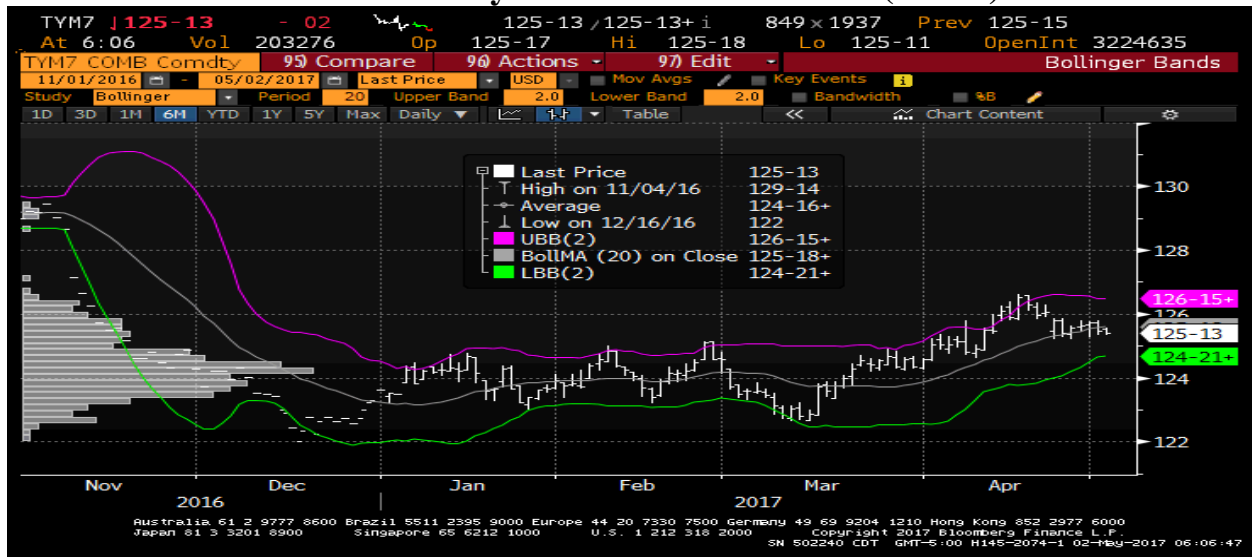 TYM7 ↓125-13 - 02 125-13 /125-13+ i 849 × 1937 Prev 125-15
At 6:06 Vol 203276 Op 125-17 Hi 125-18 Lo 125-11 OpenInt 3224635
TYM7 COMB Comdty 95) Compare 96) Actions 97) Edit Bollinger Bands
11/01/2016 - 05/02/2017 Last Price USD Mov Avgs Key Events i
Study Bollinger Period 20 Upper Band 2.0 Lower Band 2.0 Bandwidth %B
1D 3D 1M 6M YTD 1Y 5Y Max Daily ▼ Table << Chart Content
Last Price 125-13
High on 11/04/16 129-14
Average 124-16+
Low on 12/16/16 122
UBB(2) 126-15+
BollMA (20) on Close 125-18+
LBB(2) 124-21+
130
128
126-15+
126
125-13
124-21+
124
122
Nov Dec Jan Feb Mar Apr
2016 2017
Australia 61 2 9777 8600 Brazil 5511 2395 9000 Europe 44 20 7330 7500 Germany 49 69 9204 1210 Hong Kong 852 2977 6000
Japan 81 3 3201 8900 Singapore 65 6212 1000 U.S. 1 212 318 2000 Copyright 2017 Bloomberg Finance L.P.
SN 502240 CDT GMT-5:00 H145-2074-1 02-May-2017 06:06:47